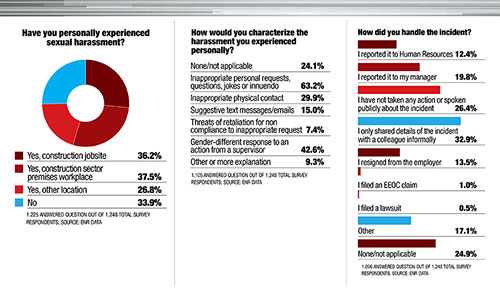 Have you personally experienced
sexual harassment?
Yes, construction jobsite 36.2%
Yes, construction sector
premises workplace 37.5%
Yes, other location 26.8%
No 33.9%
1,225 ANSWERED QUESTION OUT OF 1,248 TOTAL SURVEY
RESPONDENTS; SOURCE: ENR DATA
How would you characterize the
harassment you experienced
personally?
None/not applicable 24.1%
Inappropriate personal requests,
questions, jokes or innuendo 63.2%
Inappropriate physical contact 29.9%
Suggestive text messages/emails 15.0%
Threats of retaliation for non
compliance to inappropriate request 7.4%
Gender-different response to an
action from a supervisor 42.6%
Other or more explanation 9.3%
1,105 ANSWERED QUESTION OUT OF 1,248 TOTAL SURVEY
RESPONDENTS; SOURCE: ENR DATA
How did you handle the incident?
I reported it to Human Resources 12.4%
I reported it to my manager 19.8%
I have not taken any action or spoken
publicly about the incident 26.4%
I only shared details of the incident
with a colleague informally 32.9%
I resigned from the employer 13.5%
I filed an EEOC claim 1.0%
I filed a lawsuit 0.5%
Other 17.1%
None/not applicable 24.9%
1,096 ANSWERED QUESTION OUT OF 1,248 TOTAL SURVEY
RESPONDENTS; SOURCE: ENR DATA